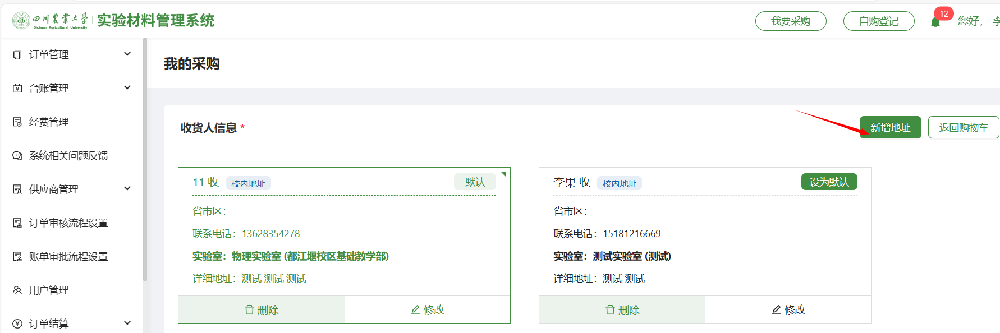 四川農業大学
Sichuan Agricultural University
实验材料管理系统
我要采购
自购登记
12
您好，
订单管理
台账管理
经费管理
系统相关问题反馈
供应商管理
订单审核流程设置
账单审批流程设置
用户管理
订单结算
我的采购
收货人信息 *
新增地址
返回购物车
11 收 校内地址 默认
省市区：
联系电话：13628354278
实验室：物理实验室 (都江堰校区基础教学部)
详细地址：测试 测试 测试
删除 修改
李果 收 校内地址 设为默认
省市区：
联系电话：15181216669
实验室：测试实验室 (测试)
详细地址：测试 测试 -
删除 修改